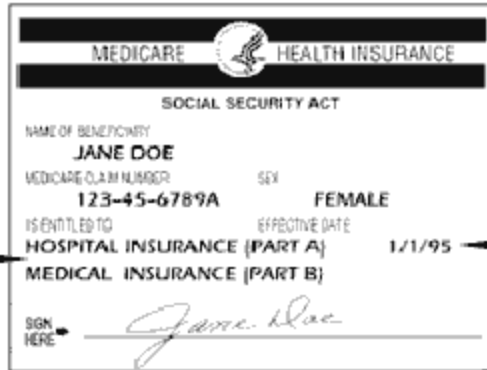 MEDICARE HEALTH INSURANCE
SOCIAL SECURITY ACT
NAME OF BENEFICIARY
JANE DOE
MEDICARE CLAIM NUMBER SEX
123-45-6789A FEMALE
IS ENTITLED TO EFFECTIVE DATE
HOSPITAL INSURANCE (PART A) 1/1/95
MEDICAL INSURANCE (PART B)
SIGN HERE Jane Doe